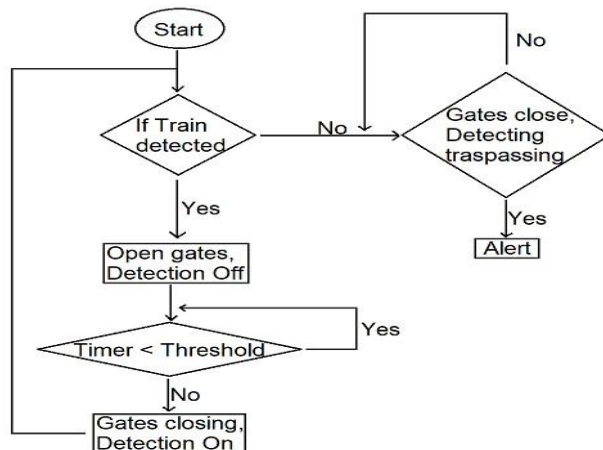 Start
No
If Train
detected
No
Gates close,
Detecting
traspassing
Yes
Yes
Alert
Open gates,
Detection Off
Timer < Threshold
Yes
No
Gates closing,
Detection On